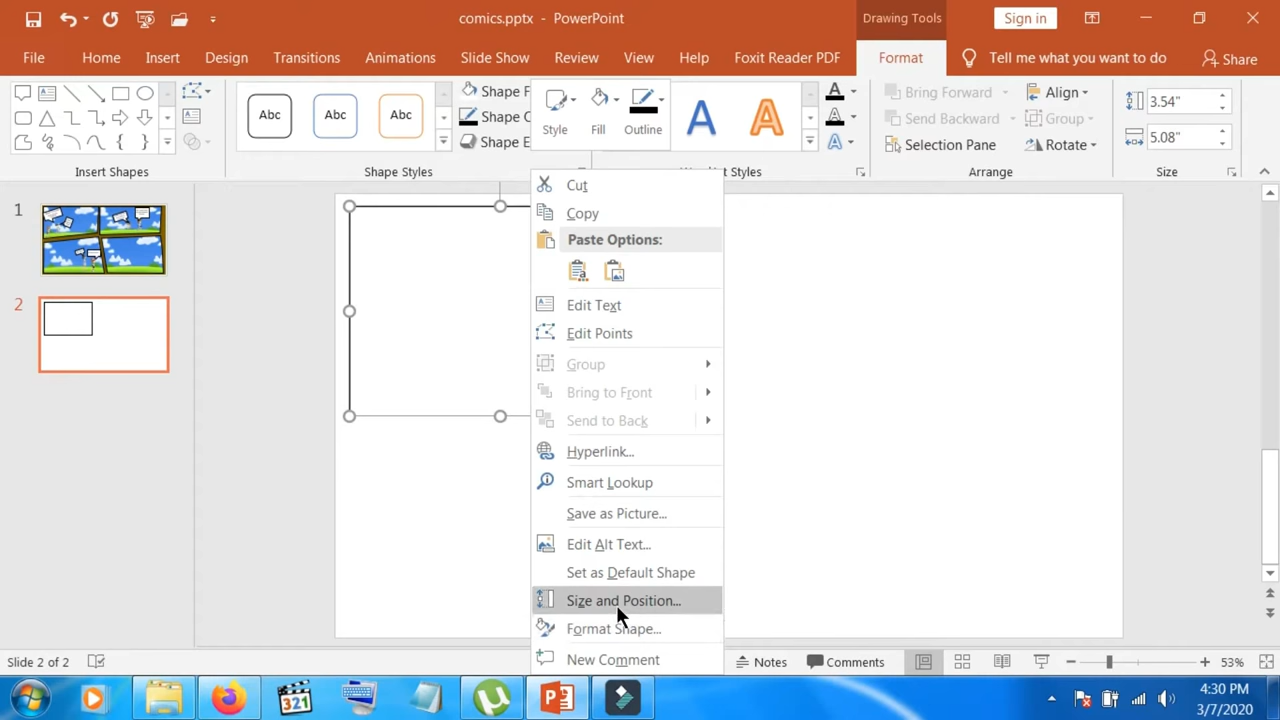 comics.pptx - PowerPoint
Drawing Tools
Sign in
File
Home
Insert
Design
Transitions
Animations
Slide Show
Review
View
Help
Foxit Reader PDF
Format
Tell me what you want to do
Share
Abc
Abc
Abc
Shape F
Shape O
Shape E
Style
Fill
Outline
A
A
A
A
A
Bring Forward
Send Backward
Selection Pane
Align
Group
Rotate
3.54"
5.08"
Insert Shapes
Shape Styles
Styles
Arrange
Size
Cut
Copy
Paste Options:
Edit Text
Edit Points
Group
Bring to Front
Send to Back
Hyperlink...
Smart Lookup
Save as Picture...
Edit Alt Text...
Set as Default Shape
Size and Position...
Format Shape...
New Comment
1
2
Slide 2 of 2
Notes
Comments
53%
321
4:30 PM
3/7/2020